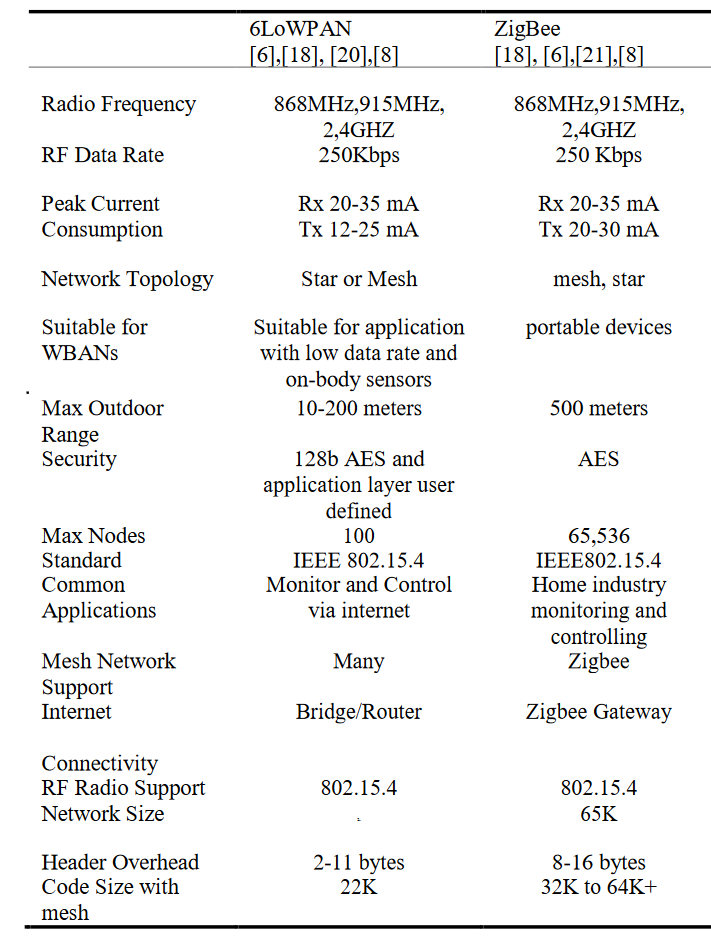 6LoWPAN ZigBee
[6],[18], [20],[8] [18], [6],[21],[8]
Radio Frequency 868MHz,915MHz, 868MHz,915MHz,
2,4GHZ 2,4GHZ
RF Data Rate 250Kbps 250 Kbps
Peak Current Rx 20-35 mA Rx 20-35 mA
Consumption Tx 12-25 mA Tx 20-30 mA
Network Topology Star or Mesh mesh, star
Suitable for Suitable for application portable devices
WBANs with low data rate and
on-body sensors
Max Outdoor 10-200 meters 500 meters
Range
Security 128b AES and AES
application layer user
defined
Max Nodes 100 65,536
Standard IEEE 802.15.4 IEEE802.15.4
Common Monitor and Control Home industry
Applications via internet monitoring and
controlling
Mesh Network Many Zigbee
Support
Internet Bridge/Router Zigbee Gateway
Connectivity
RF Radio Support 802.15.4 802.15.4
Network Size 65K
Header Overhead 2-11 bytes 8-16 bytes
Code Size with 22K 32K to 64K+
mesh